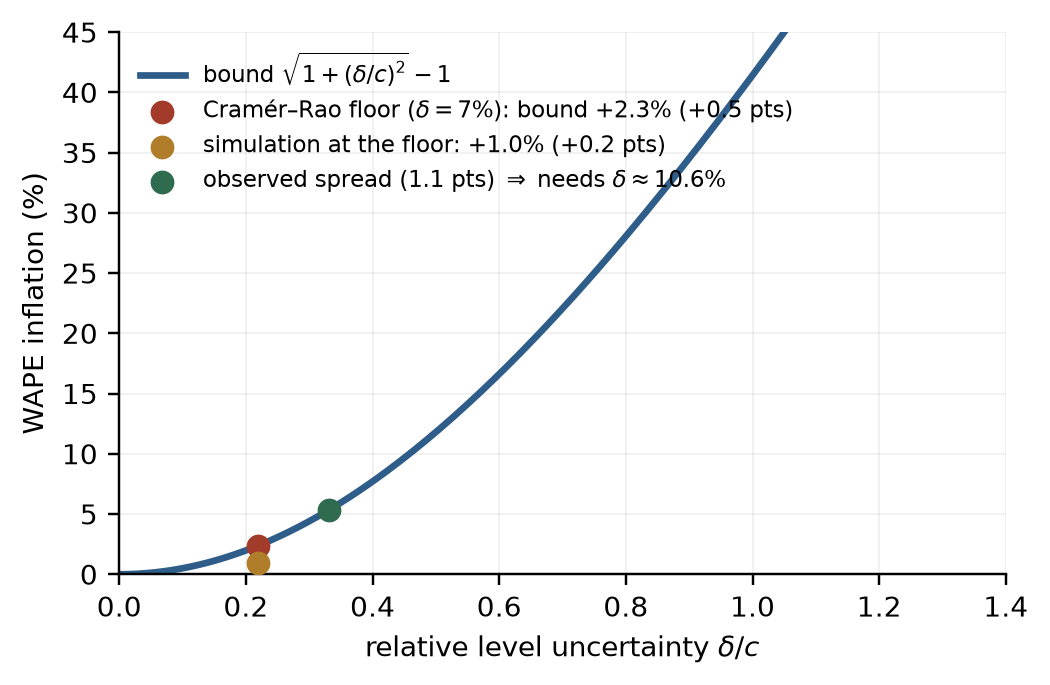 45
40
35
30
25
20
15
10
5
0
WAPE inflation (%)
bound √1 + (δ/c)² − 1
Cramér–Rao floor (δ = 7%): bound +2.3% (+0.5 pts)
simulation at the floor: +1.0% (+0.2 pts)
observed spread (1.1 pts) ⇒ needs δ ≈ 10.6%
0.0 0.2 0.4 0.6 0.8 1.0 1.2 1.4
relative level uncertainty δ/c